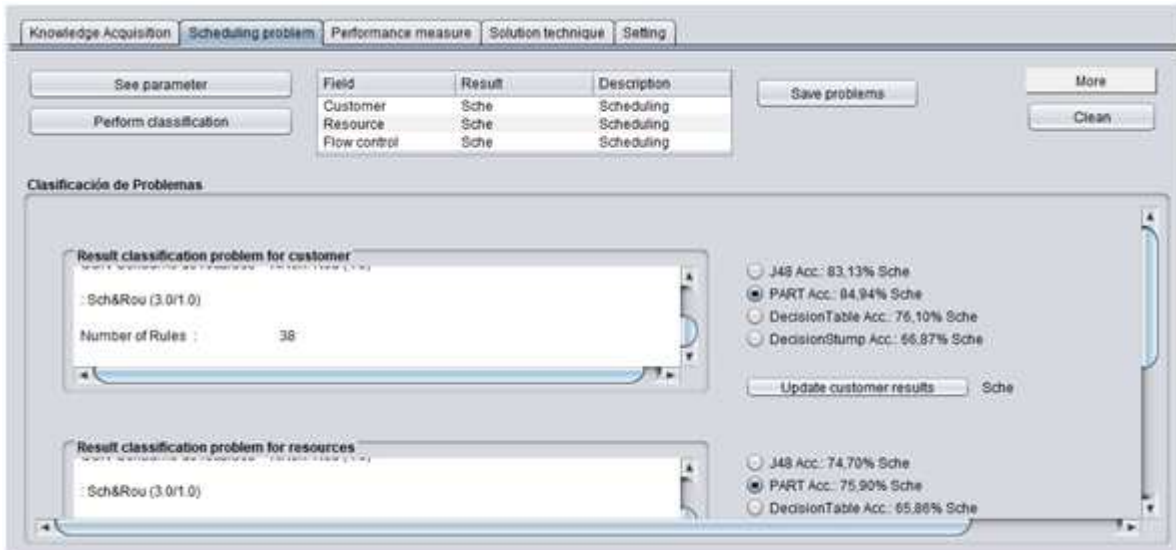 Knowledge Acquisition Scheduling problem Performance measure Solution technique Setting
See parameter
Perform classification
Field Result Description
Customer Sche Scheduling
Resource Sche Scheduling
Flow control Sche Scheduling
Save problems
More
Clean
Clasificación de Problemas
Result classification problem for customer
: Sch&Rou (3.0/1.0)
Number of Rules : 38
J48 Acc.: 83,13% Sche
PART Acc.: 84,94% Sche
DecisionTable Acc.: 76,10% Sche
DecisionStump Acc.: 66,87% Sche
Update customer results Sche
Result classification problem for resources
: Sch&Rou (3.0/1.0)
J48 Acc.: 74,70% Sche
PART Acc.: 75,90% Sche
DecisionTable Acc.: 65,86% Sche